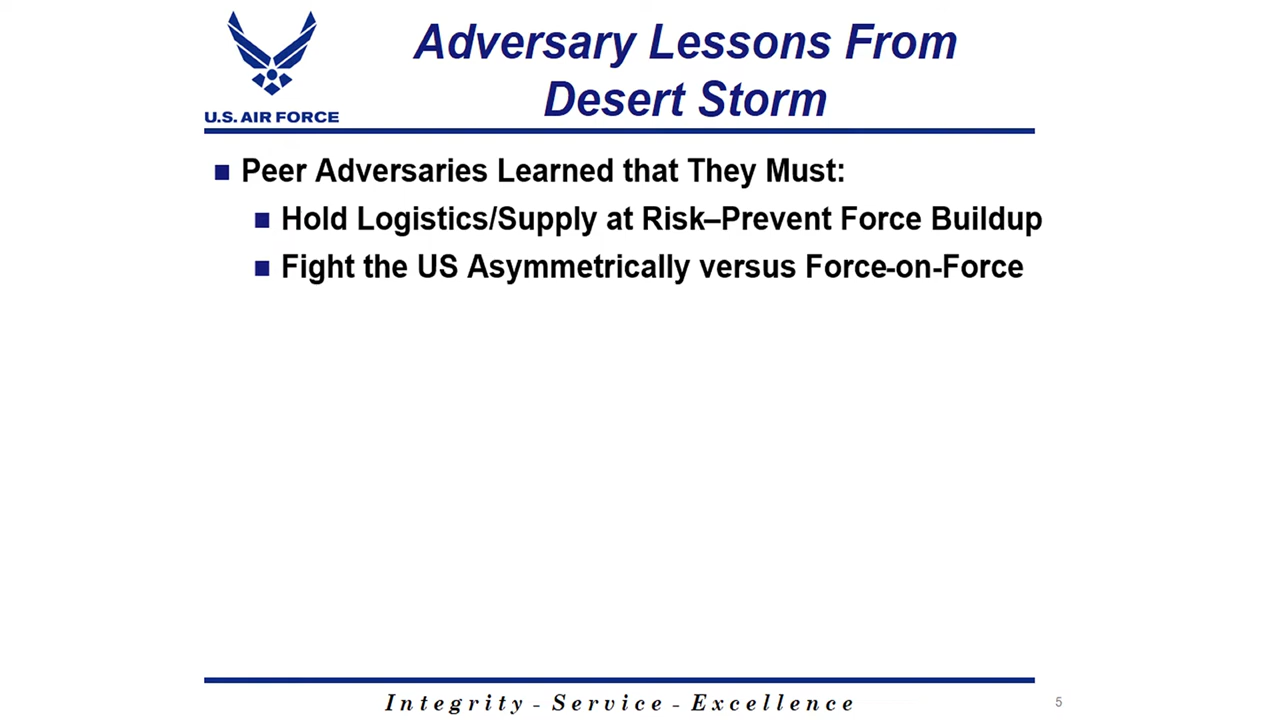 Adversary Lessons From
Desert Storm
U.S. AIR FORCE
■ Peer Adversaries Learned that They Must:
■ Hold Logistics/Supply at Risk–Prevent Force Buildup
■ Fight the US Asymmetrically versus Force-on-Force
Integrity - Service - Excellence
5